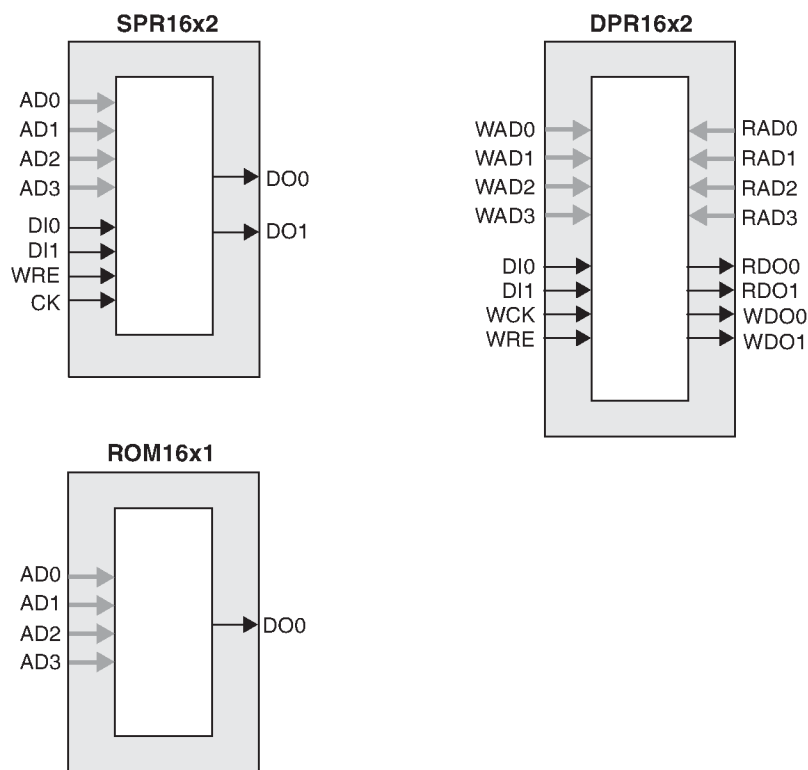 SPR16x2
AD0
AD1
AD2
AD3
DI0
DI1
WRE
CK
DO0
DO1
DPR16x2
WAD0
WAD1
WAD2
WAD3
DI0
DI1
WCK
WRE
RAD0
RAD1
RAD2
RAD3
RDO0
RDO1
WDO0
WDO1
ROM16x1
AD0
AD1
AD2
AD3
DO0